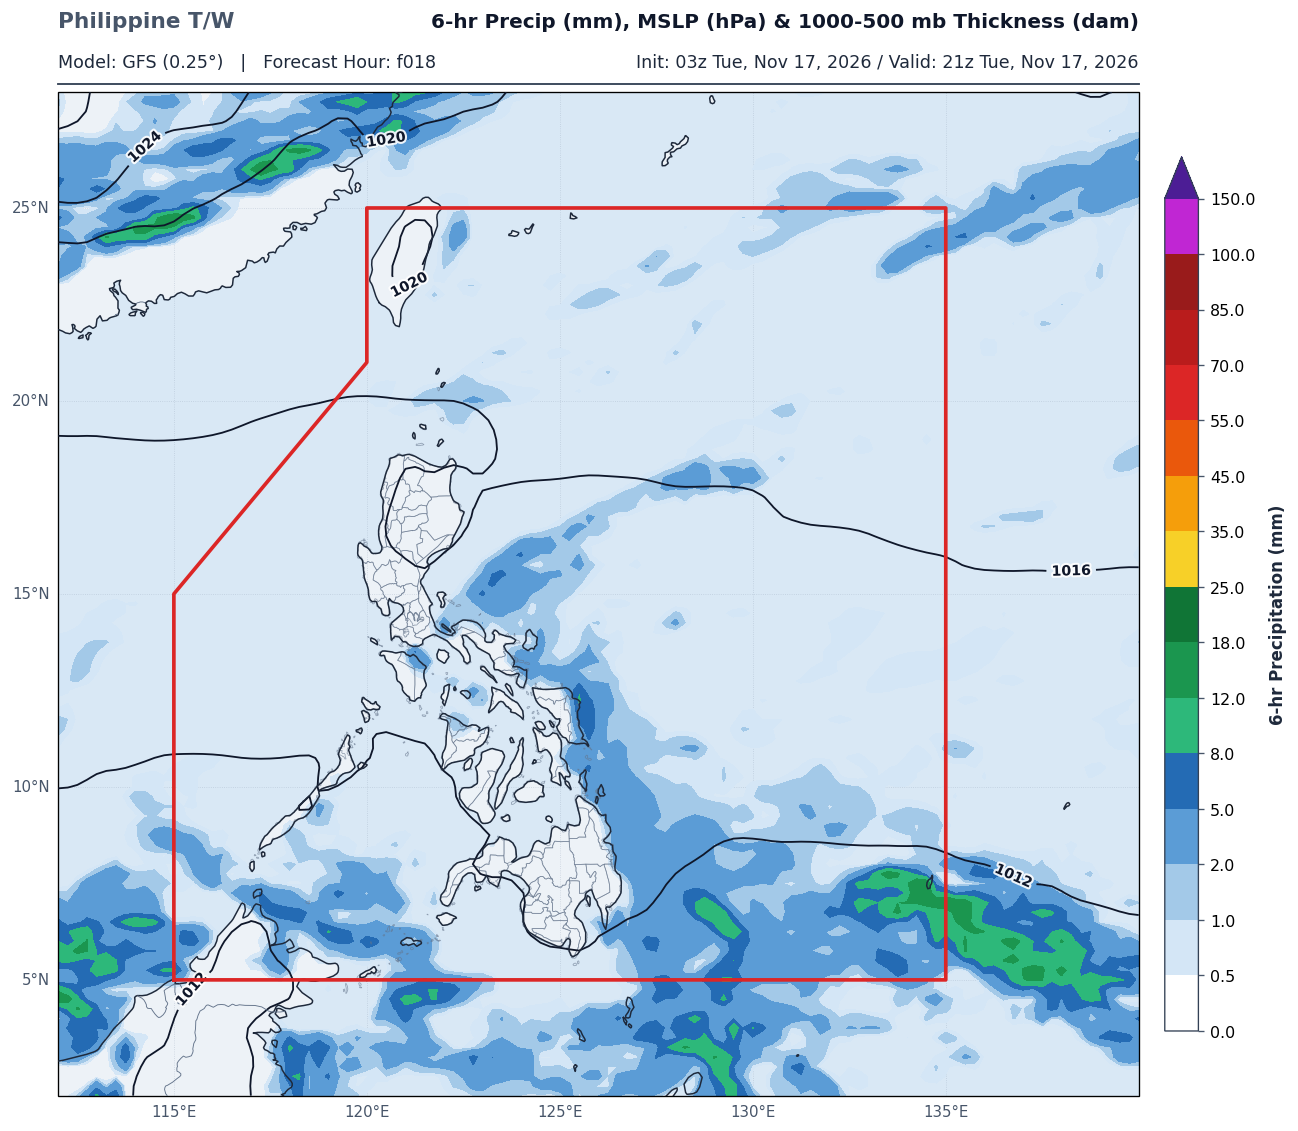 Philippine T/W
6-hr Precip (mm), MSLP (hPa) & 1000-500 mb Thickness (dam)
Model: GFS (0.25°) | Forecast Hour: f018
Init: 03z Tue, Nov 17, 2026 / Valid: 21z Tue, Nov 17, 2026
1024
1020
1020
1016
1012
1012
25°N
20°N
15°N
10°N
5°N
115°E
120°E
125°E
130°E
135°E
150.0
100.0
85.0
70.0
55.0
45.0
35.0
25.0
18.0
12.0
8.0
5.0
2.0
1.0
0.5
0.0
6-hr Precipitation (mm)